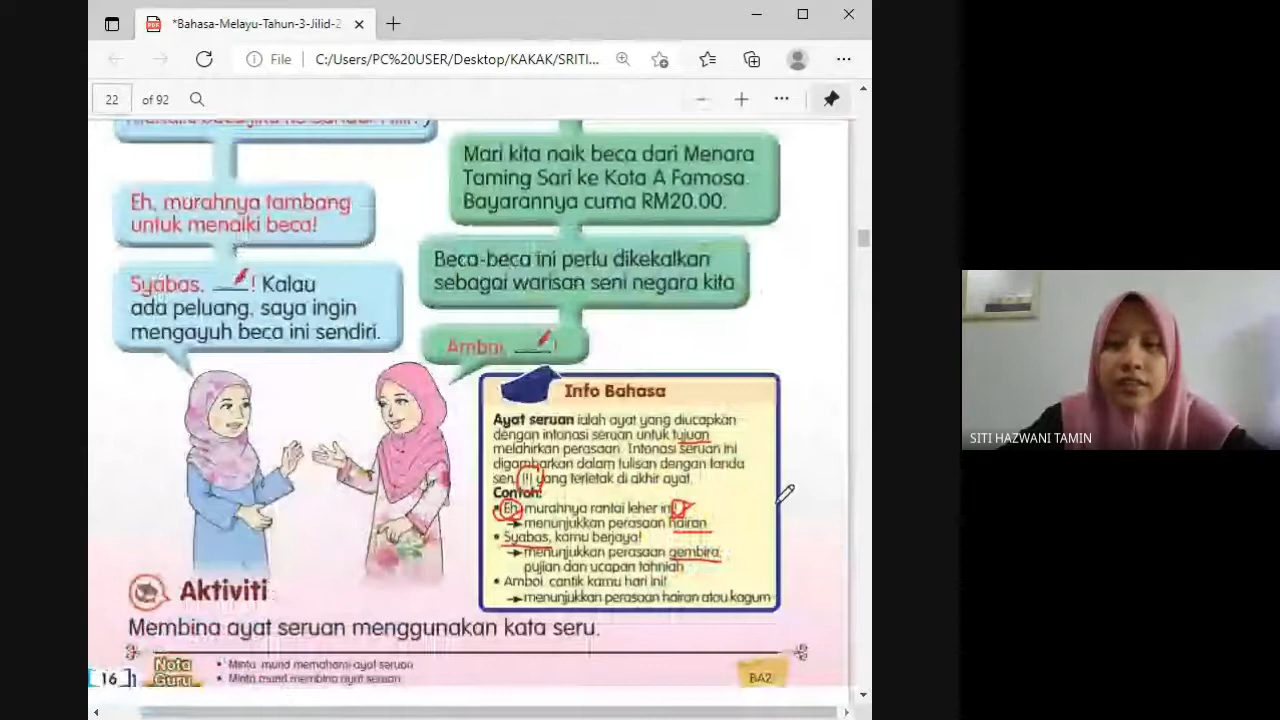 *Bahasa-Melayu-Tahun-3-Jilid-2
File
C:/Users/PC%20USER/Desktop/KAKAK/SRITI...
22 of 92
Mari kita naik beca dari Menara
Taming Sari ke Kota A Famosa.
Bayarannya cuma RM20.00.
Eh, murahnya tambang
untuk menaiki beca!
Beca-beca ini perlu dikekalkan
sebagai warisan seni negara kita
Syabas, ___! Kalau
ada peluang, saya ingin
mengayuh beca ini sendiri.
Amboi, ___!
Info Bahasa
Ayat seruan ialah ayat yang diucapkan
dengan intonasi seruan untuk tujuan
melahirkan perasaan. Intonasi seruan ini
digambarkan dalam tulisan dengan tanda
seru (!) yang terletak di akhir ayat.
Contoh:
• Eh, murahnya rantai leher ini!
→ menunjukkan perasaan hairan
• Syabas, kamu berjaya!
→ menunjukkan perasaan gembira,
pujian dan ucapan tahniah
• Amboi, cantik kamu hari ini!
→ menunjukkan perasaan hairan atau kagum
Aktiviti
Membina ayat seruan menggunakan kata seru.
Nota
Guru
• Minta murid memahami ayat seruan
• Minta murid membina ayat seruan
16
BA2
SITI HAZWANI TAMIN